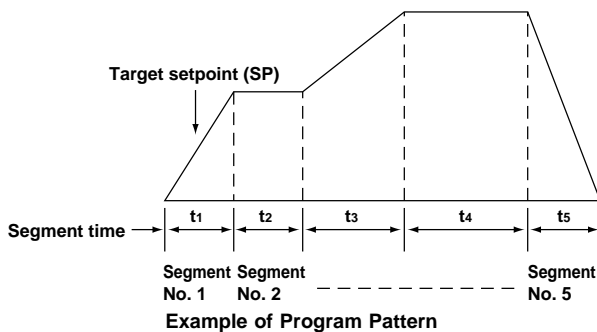 Target setpoint (SP)
t1 t2 t3 t4 t5
Segment time
Segment Segment Segment
No. 1 No. 2 No. 5
Example of Program Pattern